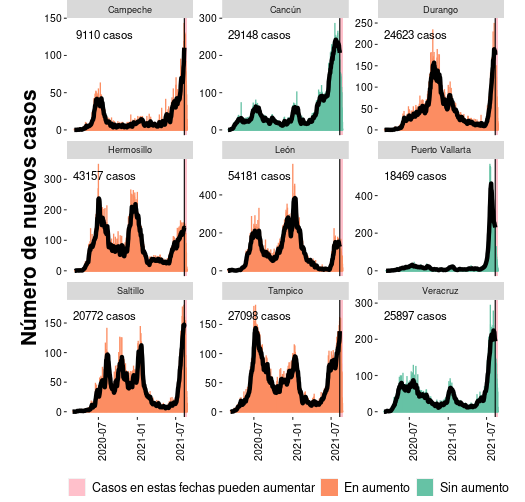 Campeche
Cancún
Durango
150
100
50
0
9110 casos
300
200
100
0
29148 casos
250
200
150
100
50
0
24623 casos
Hermosillo
León
Puerto Vallarta
300
200
100
0
43157 casos
400
200
0
54181 casos
400
200
0
18469 casos
Saltillo
Tampico
Veracruz
150
100
50
0
20772 casos
150
100
50
0
27098 casos
300
200
100
0
25897 casos
2020-07
2021-01
2021-07
2020-07
2021-01
2021-07
2020-07
2021-01
2021-07
Número de nuevos casos
Casos en estas fechas pueden aumentar
En aumento
Sin aumento